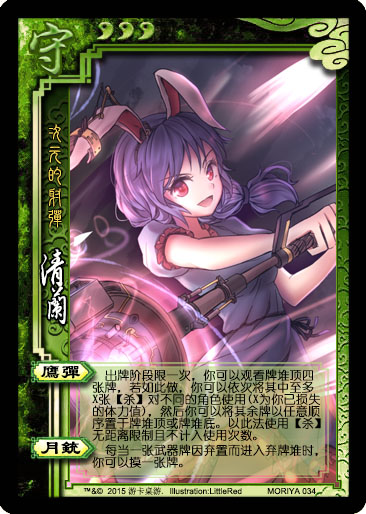 守
次元的射彈
清蘭
鷹彈
出牌阶段限一次，你可以观看牌堆顶四
张牌，若如此做，你可以依次将其中至多
X张【杀】对不同的角色使用(X为你已损失
的体力值)，然后你可以将其余牌以任意顺
序置于牌堆顶或牌堆底。以此法使用【杀】
无距离限制且不计入使用次数。
月銃
每当一张武器牌因弃置而进入弃牌堆时，
你可以摸一张牌。
™&© 2015 游卡桌游. Illustration:LittleRed MORIYA 034